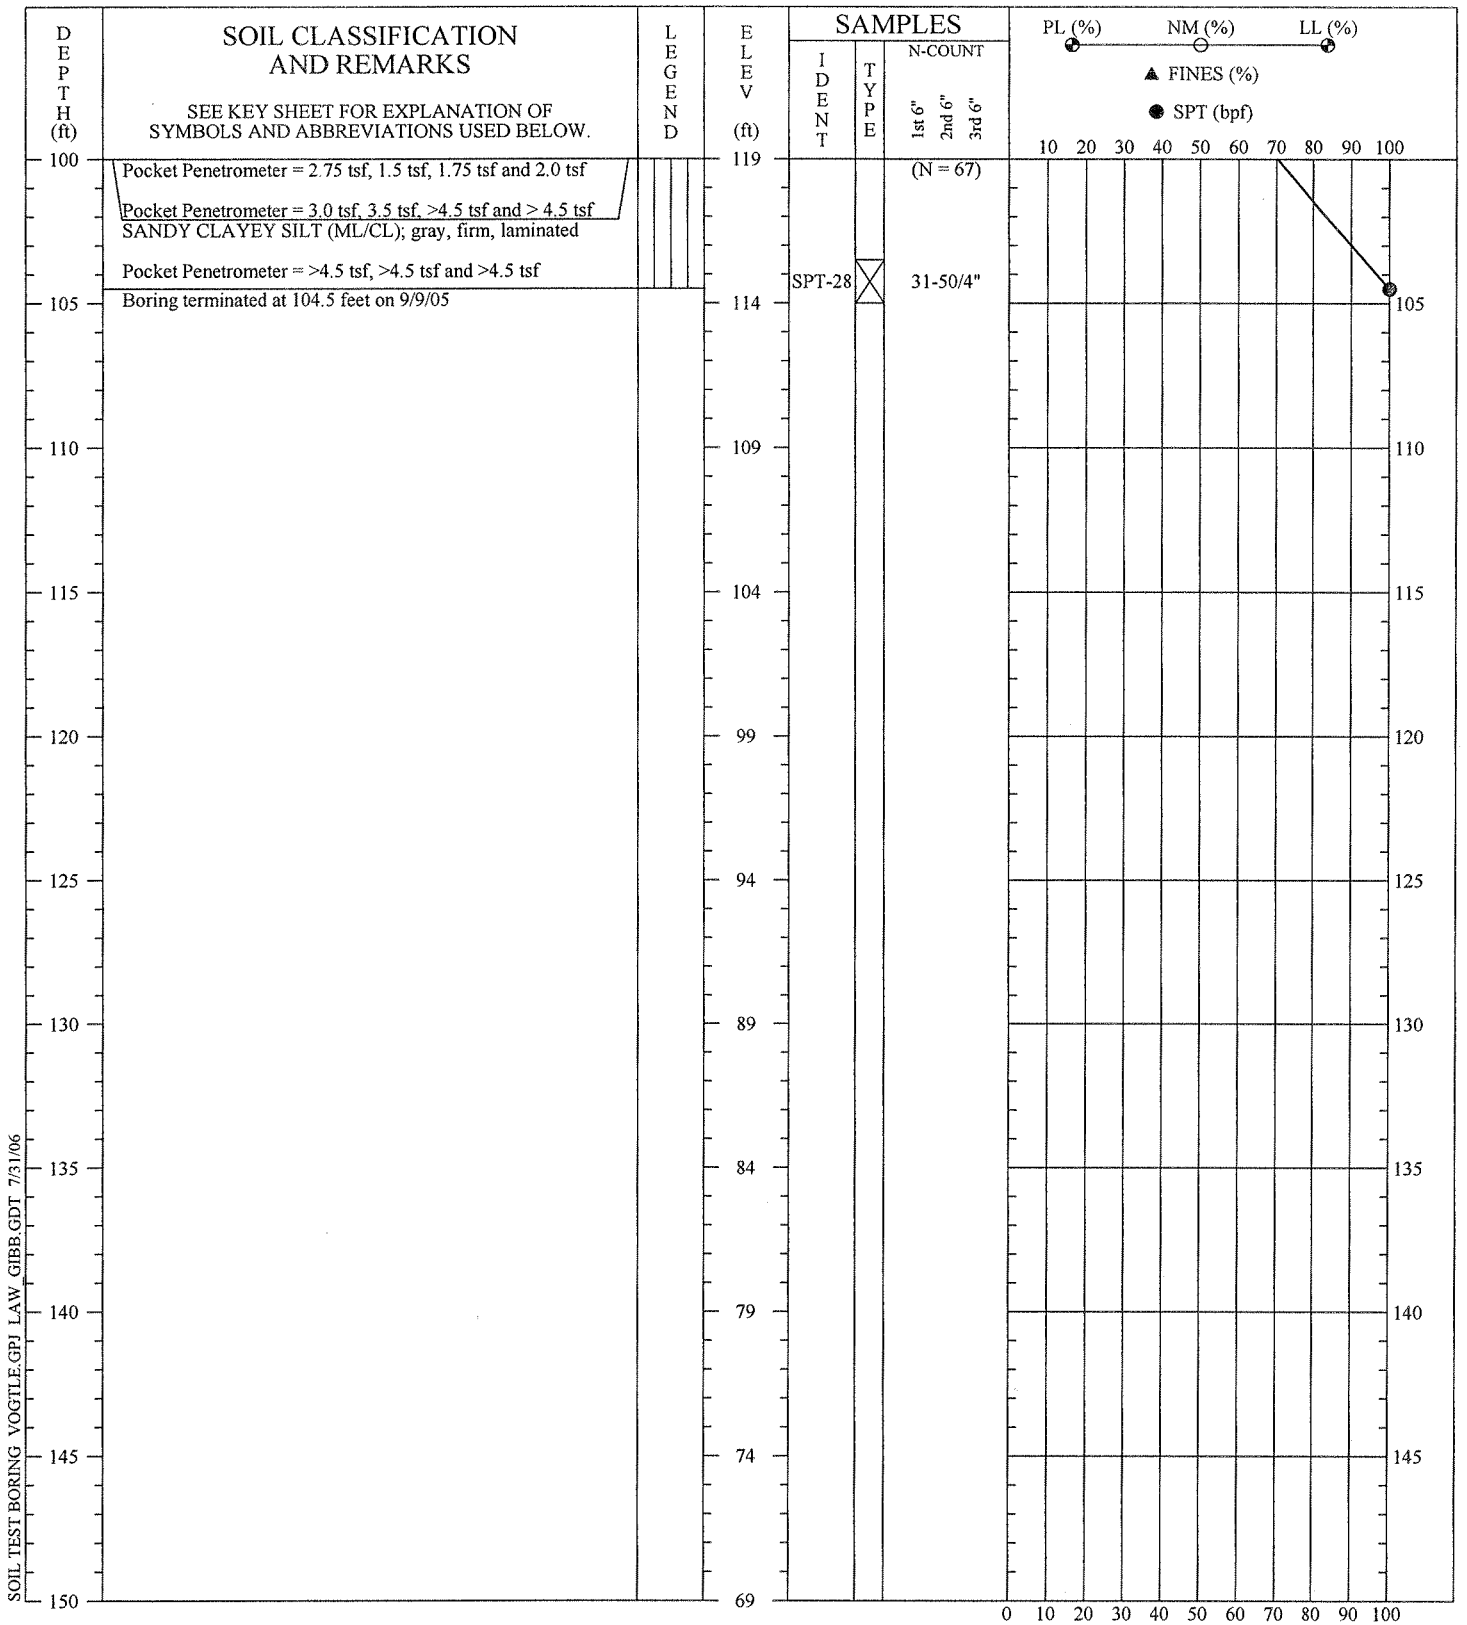 DEPTH (ft)
SOIL CLASSIFICATION
AND REMARKS
SEE KEY SHEET FOR EXPLANATION OF
SYMBOLS AND ABBREVIATIONS USED BELOW.
LEGEND
ELEV (ft)
SAMPLES
IDENT
TYPE
N-COUNT
1st 6"
2nd 6"
3rd 6"
PL (%) NM (%) LL (%)
▲ FINES (%)
● SPT (bpf)
10 20 30 40 50 60 70 80 90 100
100 Pocket Penetrometer = 2.75 tsf, 1.5 tsf, 1.75 tsf and 2.0 tsf 119 (N = 67)
Pocket Penetrometer = 3.0 tsf, 3.5 tsf, >4.5 tsf and > 4.5 tsf
SANDY CLAYEY SILT (ML/CL); gray, firm, laminated
Pocket Penetrometer = >4.5 tsf, >4.5 tsf and >4.5 tsf
SPT-28 31-50/4"
105 Boring terminated at 104.5 feet on 9/9/05 114 105
110 109 110
115 104 115
120 99 120
125 94 125
130 89 130
135 84 135
140 79 140
145 74 145
150 69
0 10 20 30 40 50 60 70 80 90 100
SOIL TEST BORING VOGTLE.GPJ LAW_GIBB.GDT 7/31/06